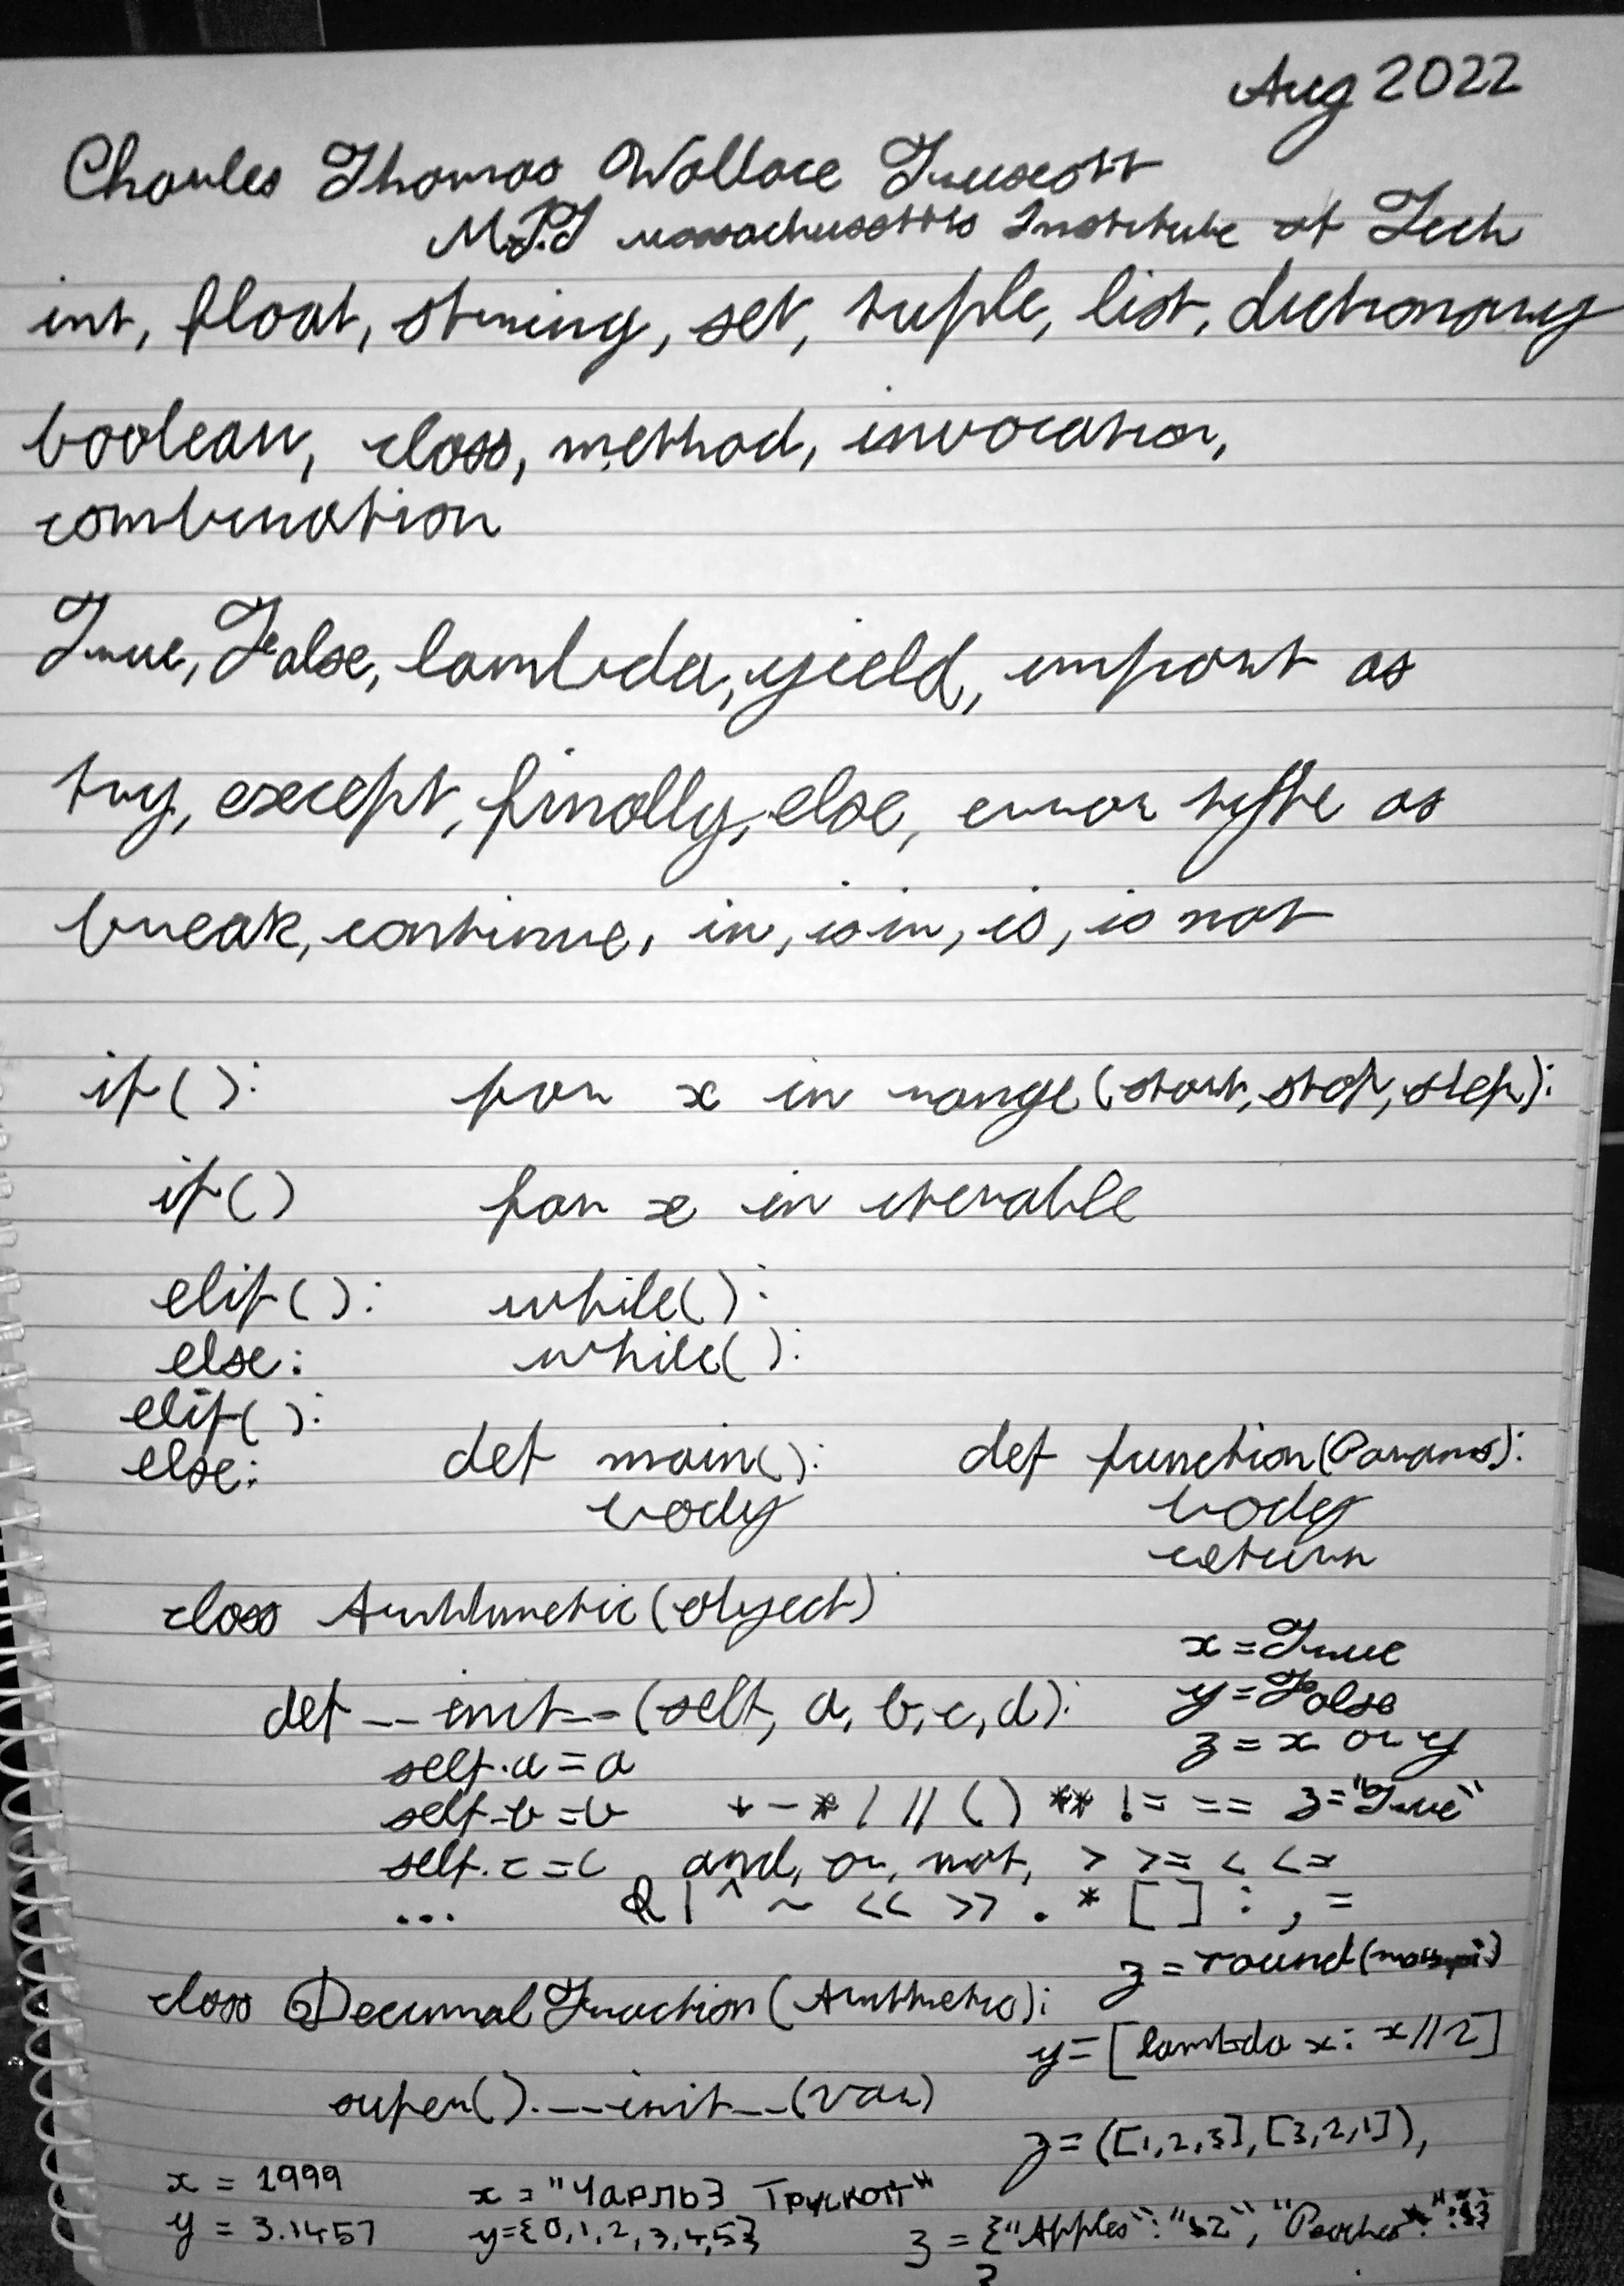 Aug 2022
Charles Thomas Wallace Truscott
M.I.T Massachusetts Institute of Tech
int, float, string, set, tuple, list, dictionary
boolean, class, method, invocation,
combination
True, False, lambda, yield, import as
try, except, finally, else, error type as
break, continue, in, is in, is, is not
if(): for x in range(start, stop, step):
if() for x in iterable
elif(): while():
else: while():
elif():
else: def main(): def function(Params):
body body
return
class Arithmetic(object)
x = True
def __init__(self, a, b, c, d): y = False
self.a = a z = x or y
self.b = b + - * / // () ** != == z = "True"
self.c = c and, or, not, > >= < <=
... & | ^ ~ << >> . * [ ] : , =
z = round(
class DecimalFraction(Arithmetic):
y = [lambda x: x//2]
super().__init__(var)
z = ([1,2,3],[3,2,1]),
x = 1999 x = "Чарльз Трускотт"
y = 3.1457 y={0,1,2,3,4,5} z = {"Apples": "$2", "Peaches":
}